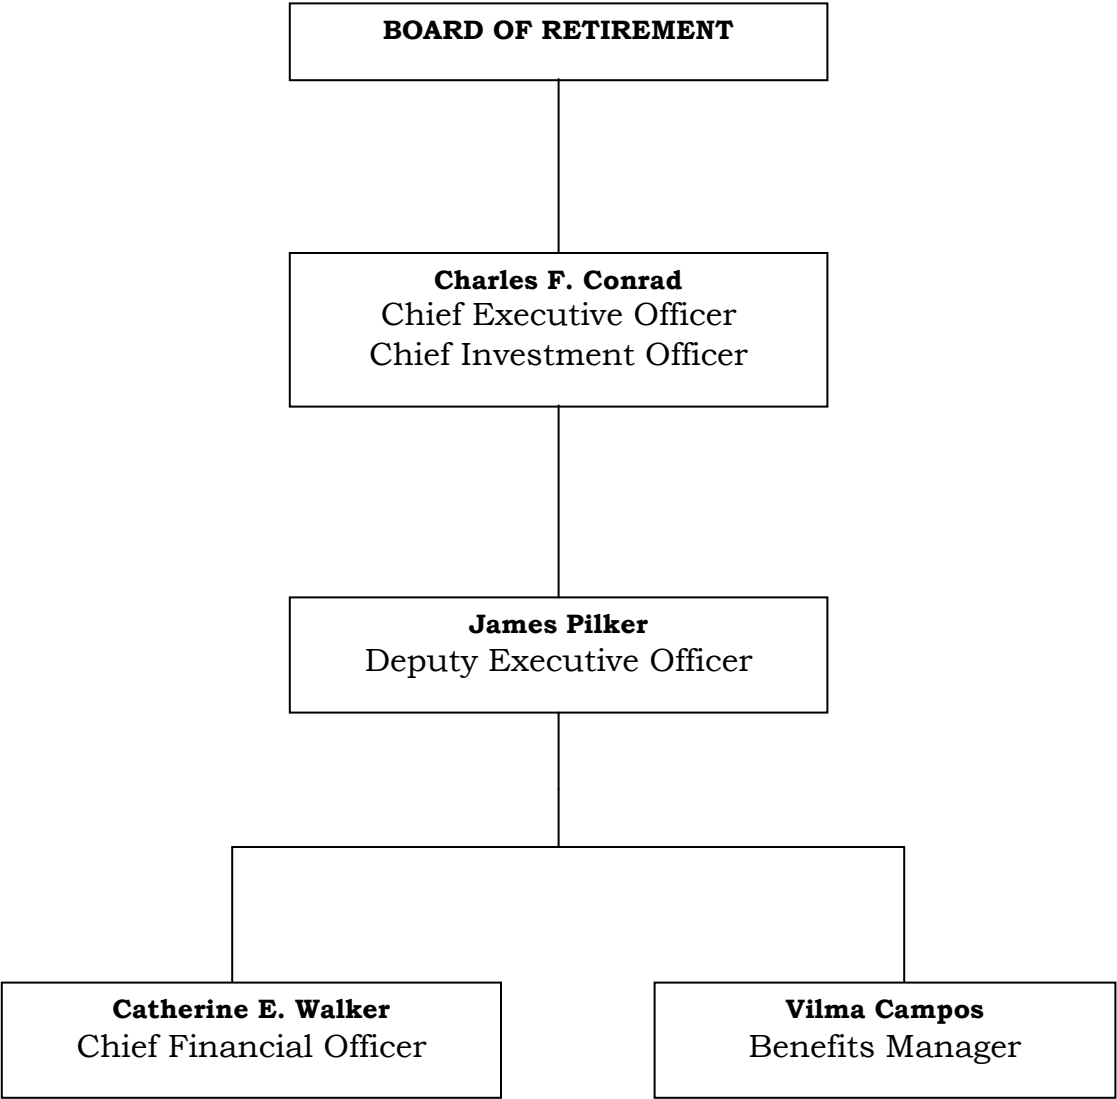 BOARD OF RETIREMENT
Charles F. Conrad
Chief Executive Officer
Chief Investment Officer
James Pilker
Deputy Executive Officer
Catherine E. Walker
Chief Financial Officer
Vilma Campos
Benefits Manager